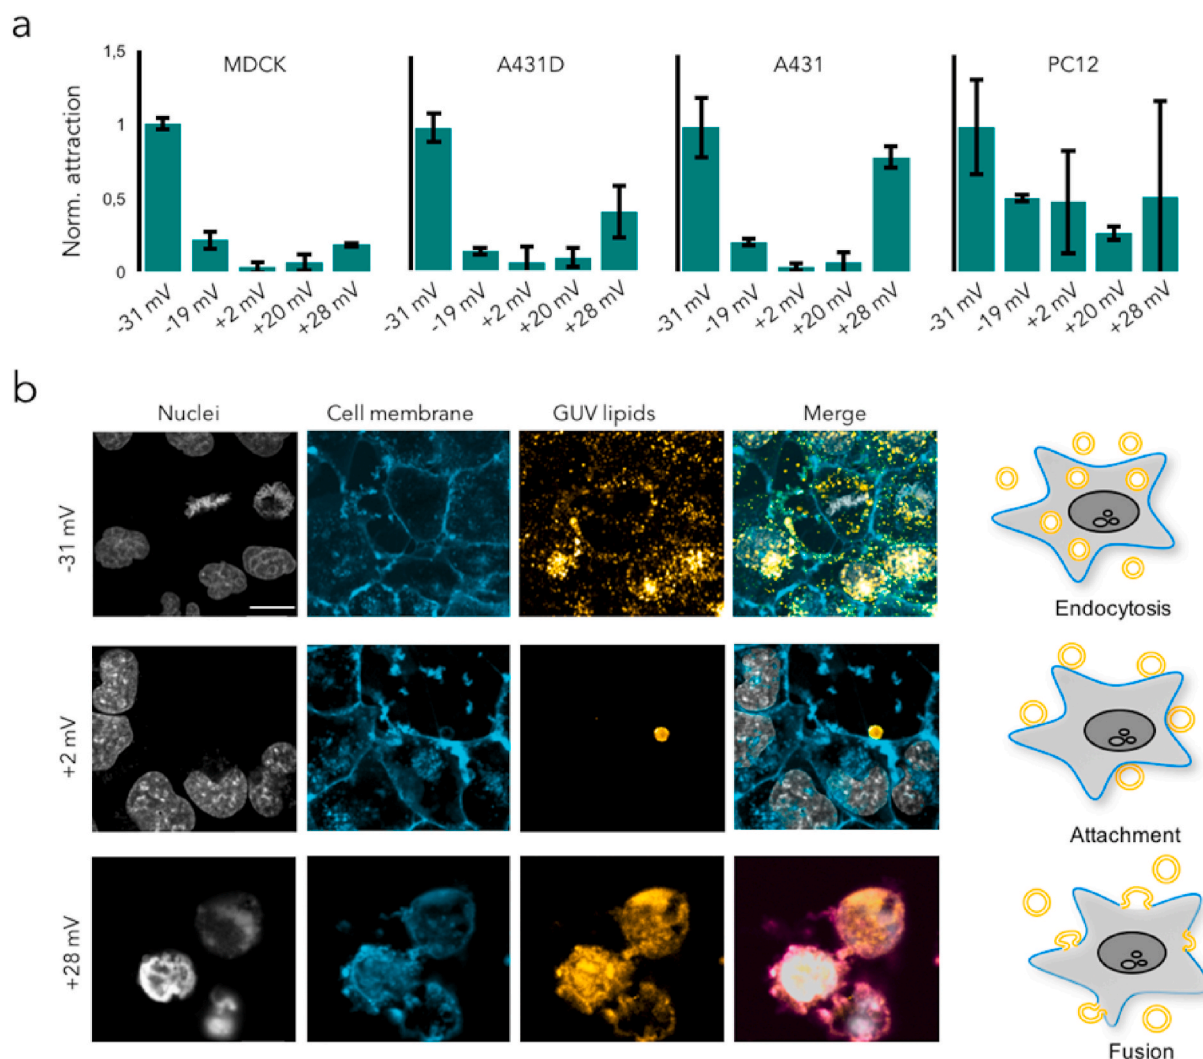 a
MDCK A431D A431 PC12
Norm. attraction
1,5
1
0.5
0
-31 mV -19 mV +2 mV +20 mV +28 mV -31 mV -19 mV +2 mV +20 mV +28 mV -31 mV -19 mV +2 mV +20 mV +28 mV -31 mV -19 mV +2 mV +20 mV +28 mV
b
Nuclei Cell membrane GUV lipids Merge
-31 mV
Endocytosis
+2 mV
Attachment
+28 mV
Fusion